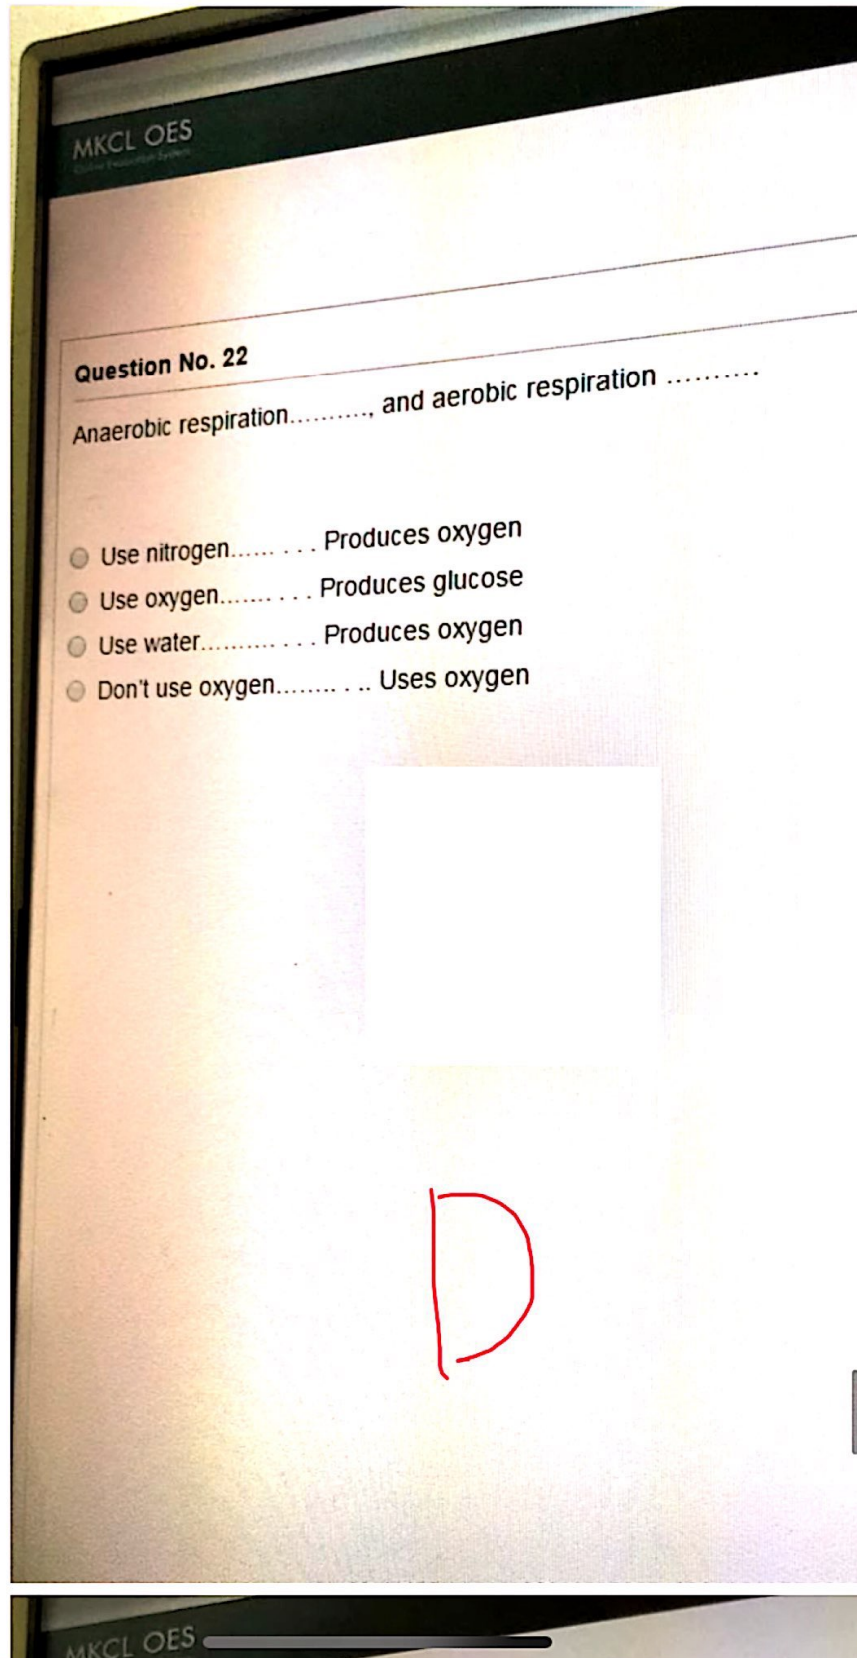 MKCL OES
Question No. 22
Anaerobic respiration.........., and aerobic respiration ..........
Use nitrogen...... . . . Produces oxygen
Use oxygen....... . . . Produces glucose
Use water.......... . . . Produces oxygen
Don't use oxygen........ . .. Uses oxygen
D
MKCL OES